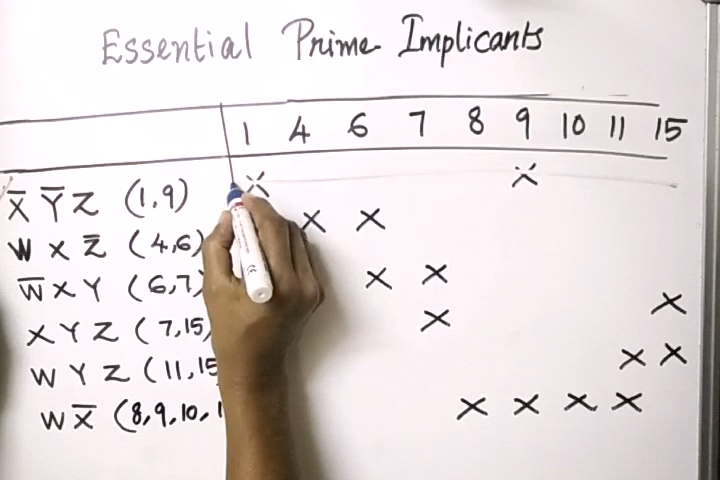 Essential Prime Implicants
1 4 6 7 8 9 10 11 15
X̅ Y̅ Z (1,9) X X
W X Z̅ (4,6) X X
W̅ X Y (6,7) X X
X Y Z (7,15) X X
W Y Z (11,15 X X
W X̅ (8,9,10,1 X X X X